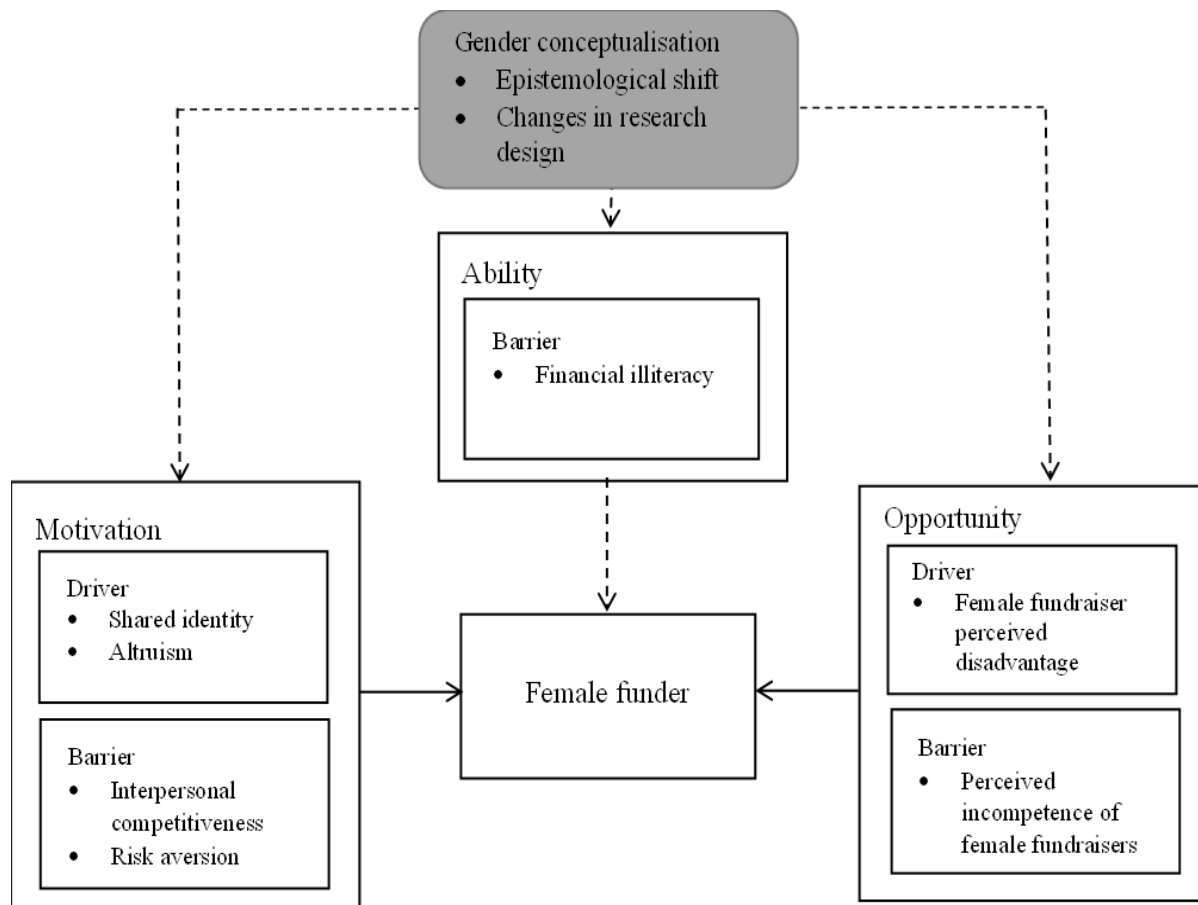 Gender conceptualisation
• Epistemological shift
• Changes in research
design
Ability
Barrier
• Financial illiteracy
Motivation
Driver
• Shared identity
• Altruism
Barrier
• Interpersonal
competitiveness
• Risk aversion
Female funder
Opportunity
Driver
• Female fundraiser
perceived
disadvantage
Barrier
• Perceived
incompetence of
female fundraisers